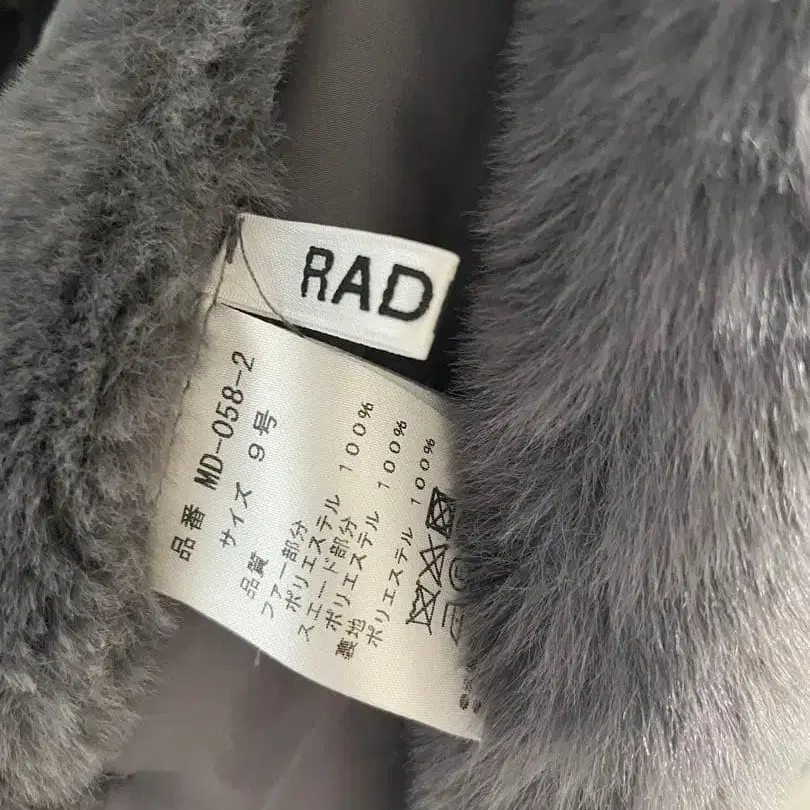 RAD
品番 MD-058-2
サイズ 9号
品質
ファー部分
ポリエステル 100%
スエード部分
ポリエステル 100%
裏地
ポリエステル 100%